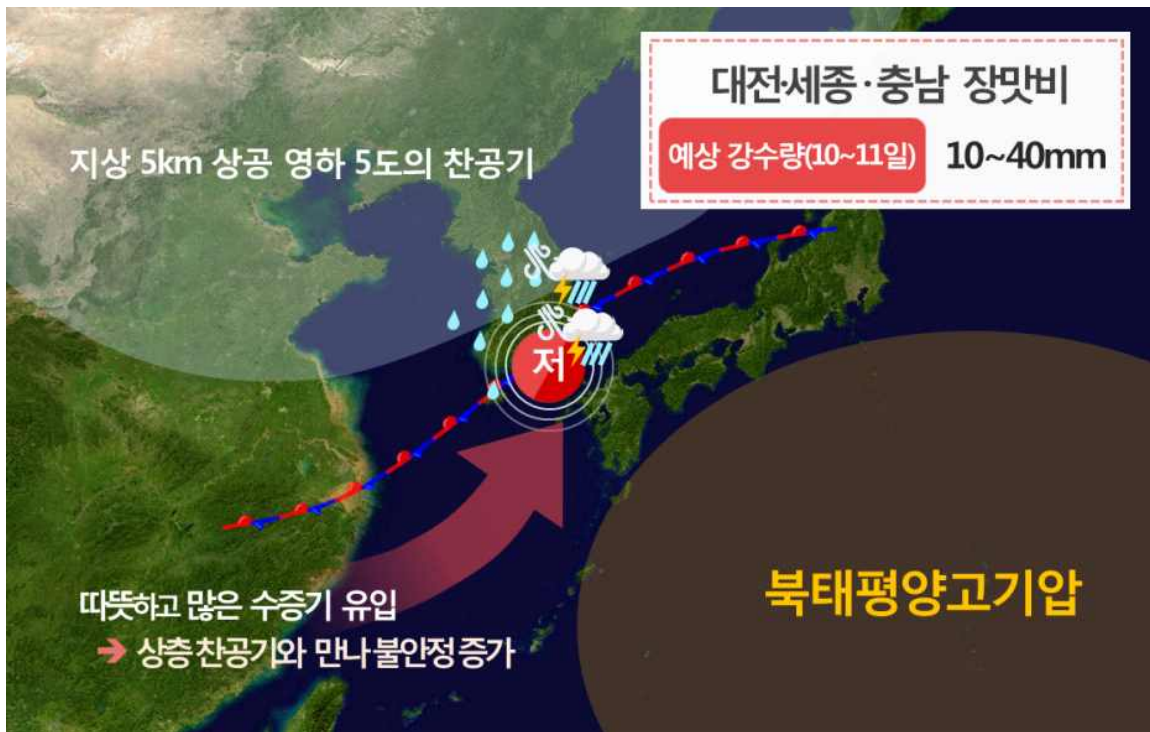 대전·세종·충남 장맛비
예상 강수량(10~11일) 10~40mm
지상 5km 상공 영하 5도의 찬공기
저
북태평양고기압
따뜻하고 많은 수증기 유입
➔ 상층 찬공기와 만나 불안정 증가